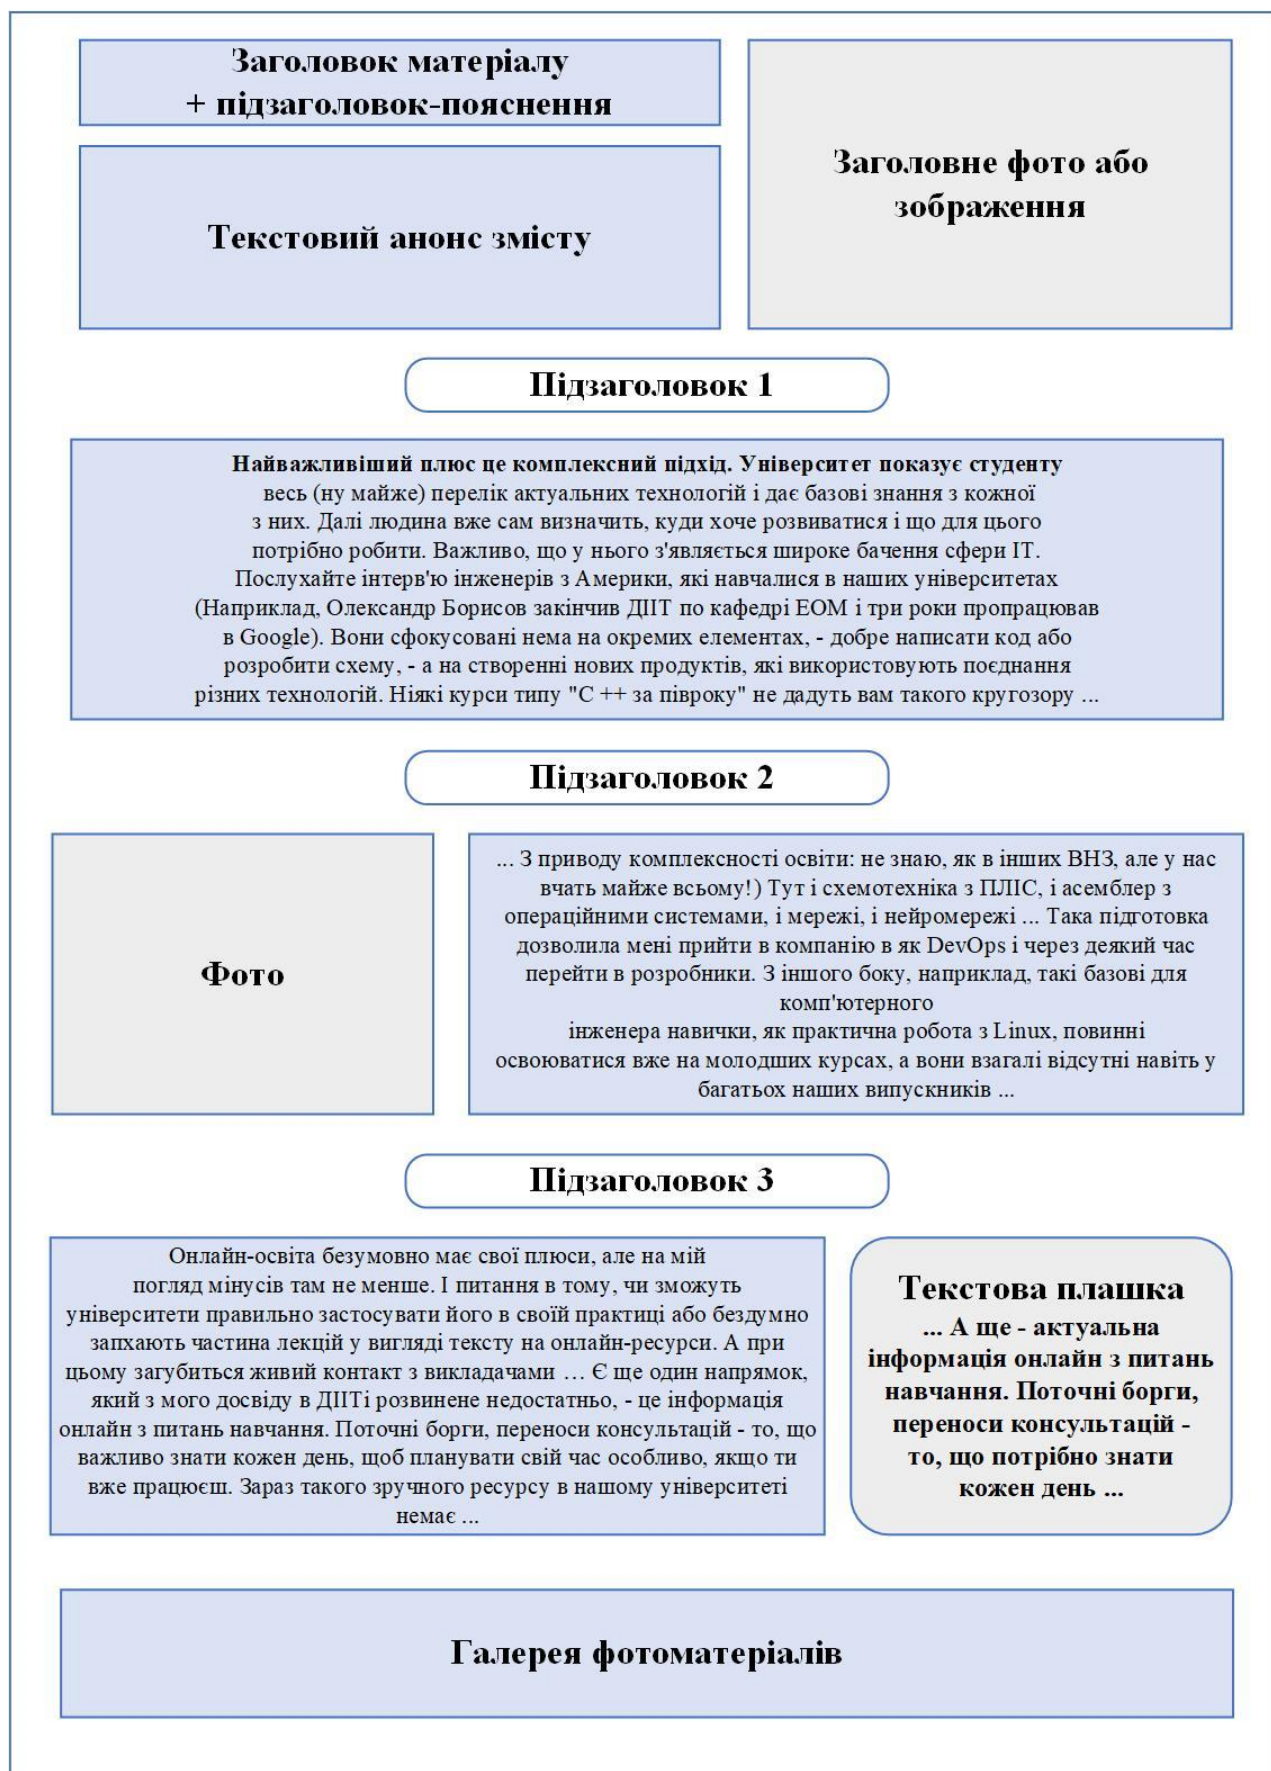 Заголовок матеріалу
+ підзаголовок-пояснення
Текстовий анонс змісту
Заголовне фото або
зображення
Підзаголовок 1
Найважливіший плюс це комплексний підхід. Університет показує студенту
весь (ну майже) перелік актуальних технологій і дає базові знання з кожної
з них. Далі людина вже сам визначить, куди хоче розвиватися і що для цього
потрібно робити. Важливо, що у нього з'являється широке бачення сфери ІТ.
Послухайте інтерв'ю інженерів з Америки, які навчалися в наших університетах
(Наприклад, Олександр Борисов закінчив ДІІТ по кафедрі ЕОМ і три роки пропрацював
в Google). Вони сфокусовані нема на окремих елементах, - добре написати код або
розробити схему, - а на створенні нових продуктів, які використовують поєднання
різних технологій. Ніякі курси типу "С ++ за півроку" не дадуть вам такого кругозору ...
Підзаголовок 2
Фото
... З приводу комплексності освіти: не знаю, як в інших ВНЗ, але у нас
вчать майже всьому!) Тут і схемотехніка з ПЛІС, і асемблер з
операційними системами, і мережі, і нейромережі ... Така підготовка
дозволила мені прийти в компанію в як DevOps і через деякий час
перейти в розробники. З іншого боку, наприклад, такі базові для
комп'ютерного
інженера навички, як практична робота з Linux, повинні
освоюватися вже на молодших курсах, а вони взагалі відсутні навіть у
багатьох наших випускників ...
Підзаголовок 3
Онлайн-освіта безумовно має свої плюси, але на мій
погляд мінусів там не менше. І питання в тому, чи зможуть
університети правильно застосувати його в своїй практиці або бездумно
запхають частина лекцій у вигляді тексту на онлайн-ресурси. А при
цьому загубиться живий контакт з викладачами … Є ще один напрямок,
який з мого досвіду в ДІІТі розвинене недостатньо, - це інформація
онлайн з питань навчання. Поточні борги, переноси консультацій - то, що
важливо знати кожен день, щоб планувати свій час особливо, якщо ти
вже працюєш. Зараз такого зручного ресурсу в нашому університеті
немає ...
Текстова плашка
... А ще - актуальна
інформація онлайн з питань
навчання. Поточні борги,
переноси консультацій -
то, що потрібно знати
кожен день ...
Галерея фотоматеріалів